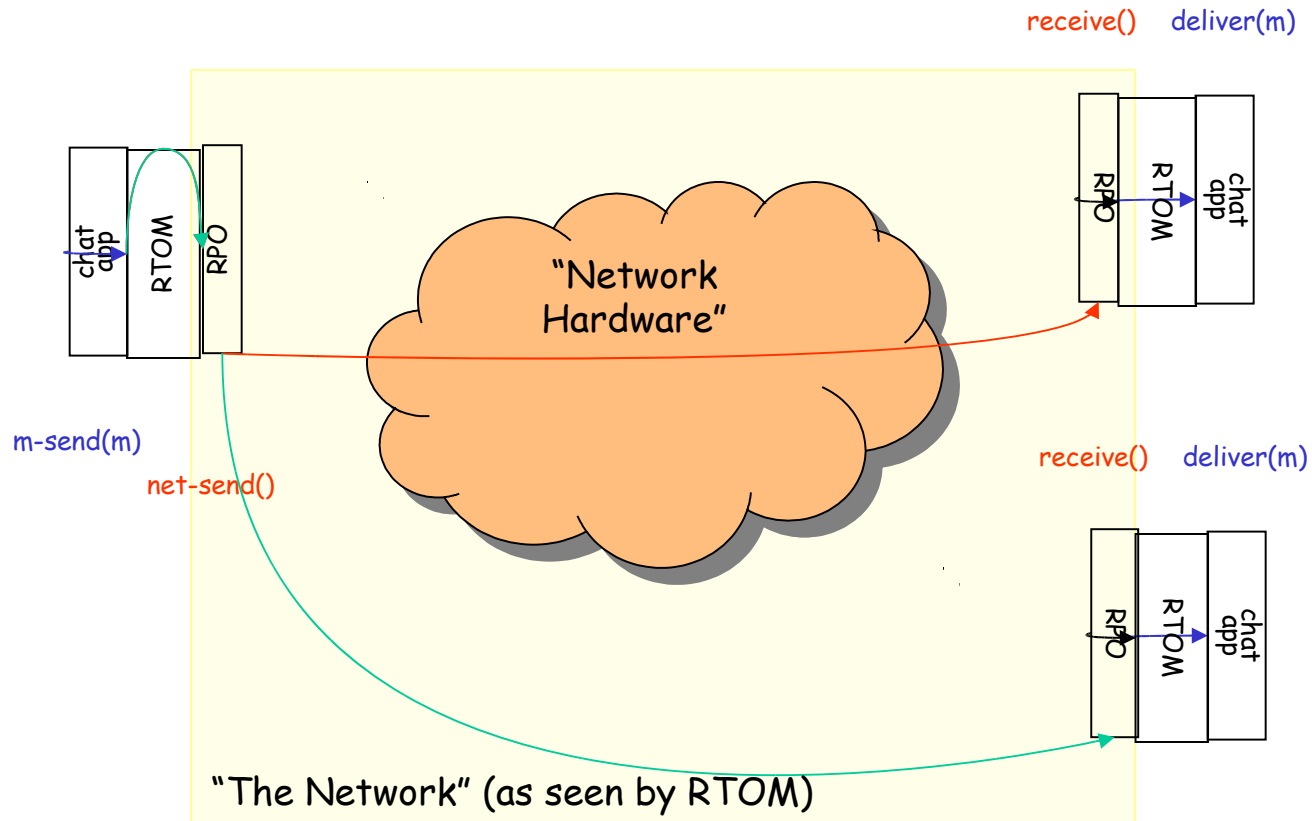 receive() deliver(m)
chat
app
RTOM
RPO
RPO
RTOM
chat
app
“Network
Hardware”
m-send(m)
net-send()
receive() deliver(m)
RPO
RTOM
chat
app
“The Network” (as seen by RTOM)